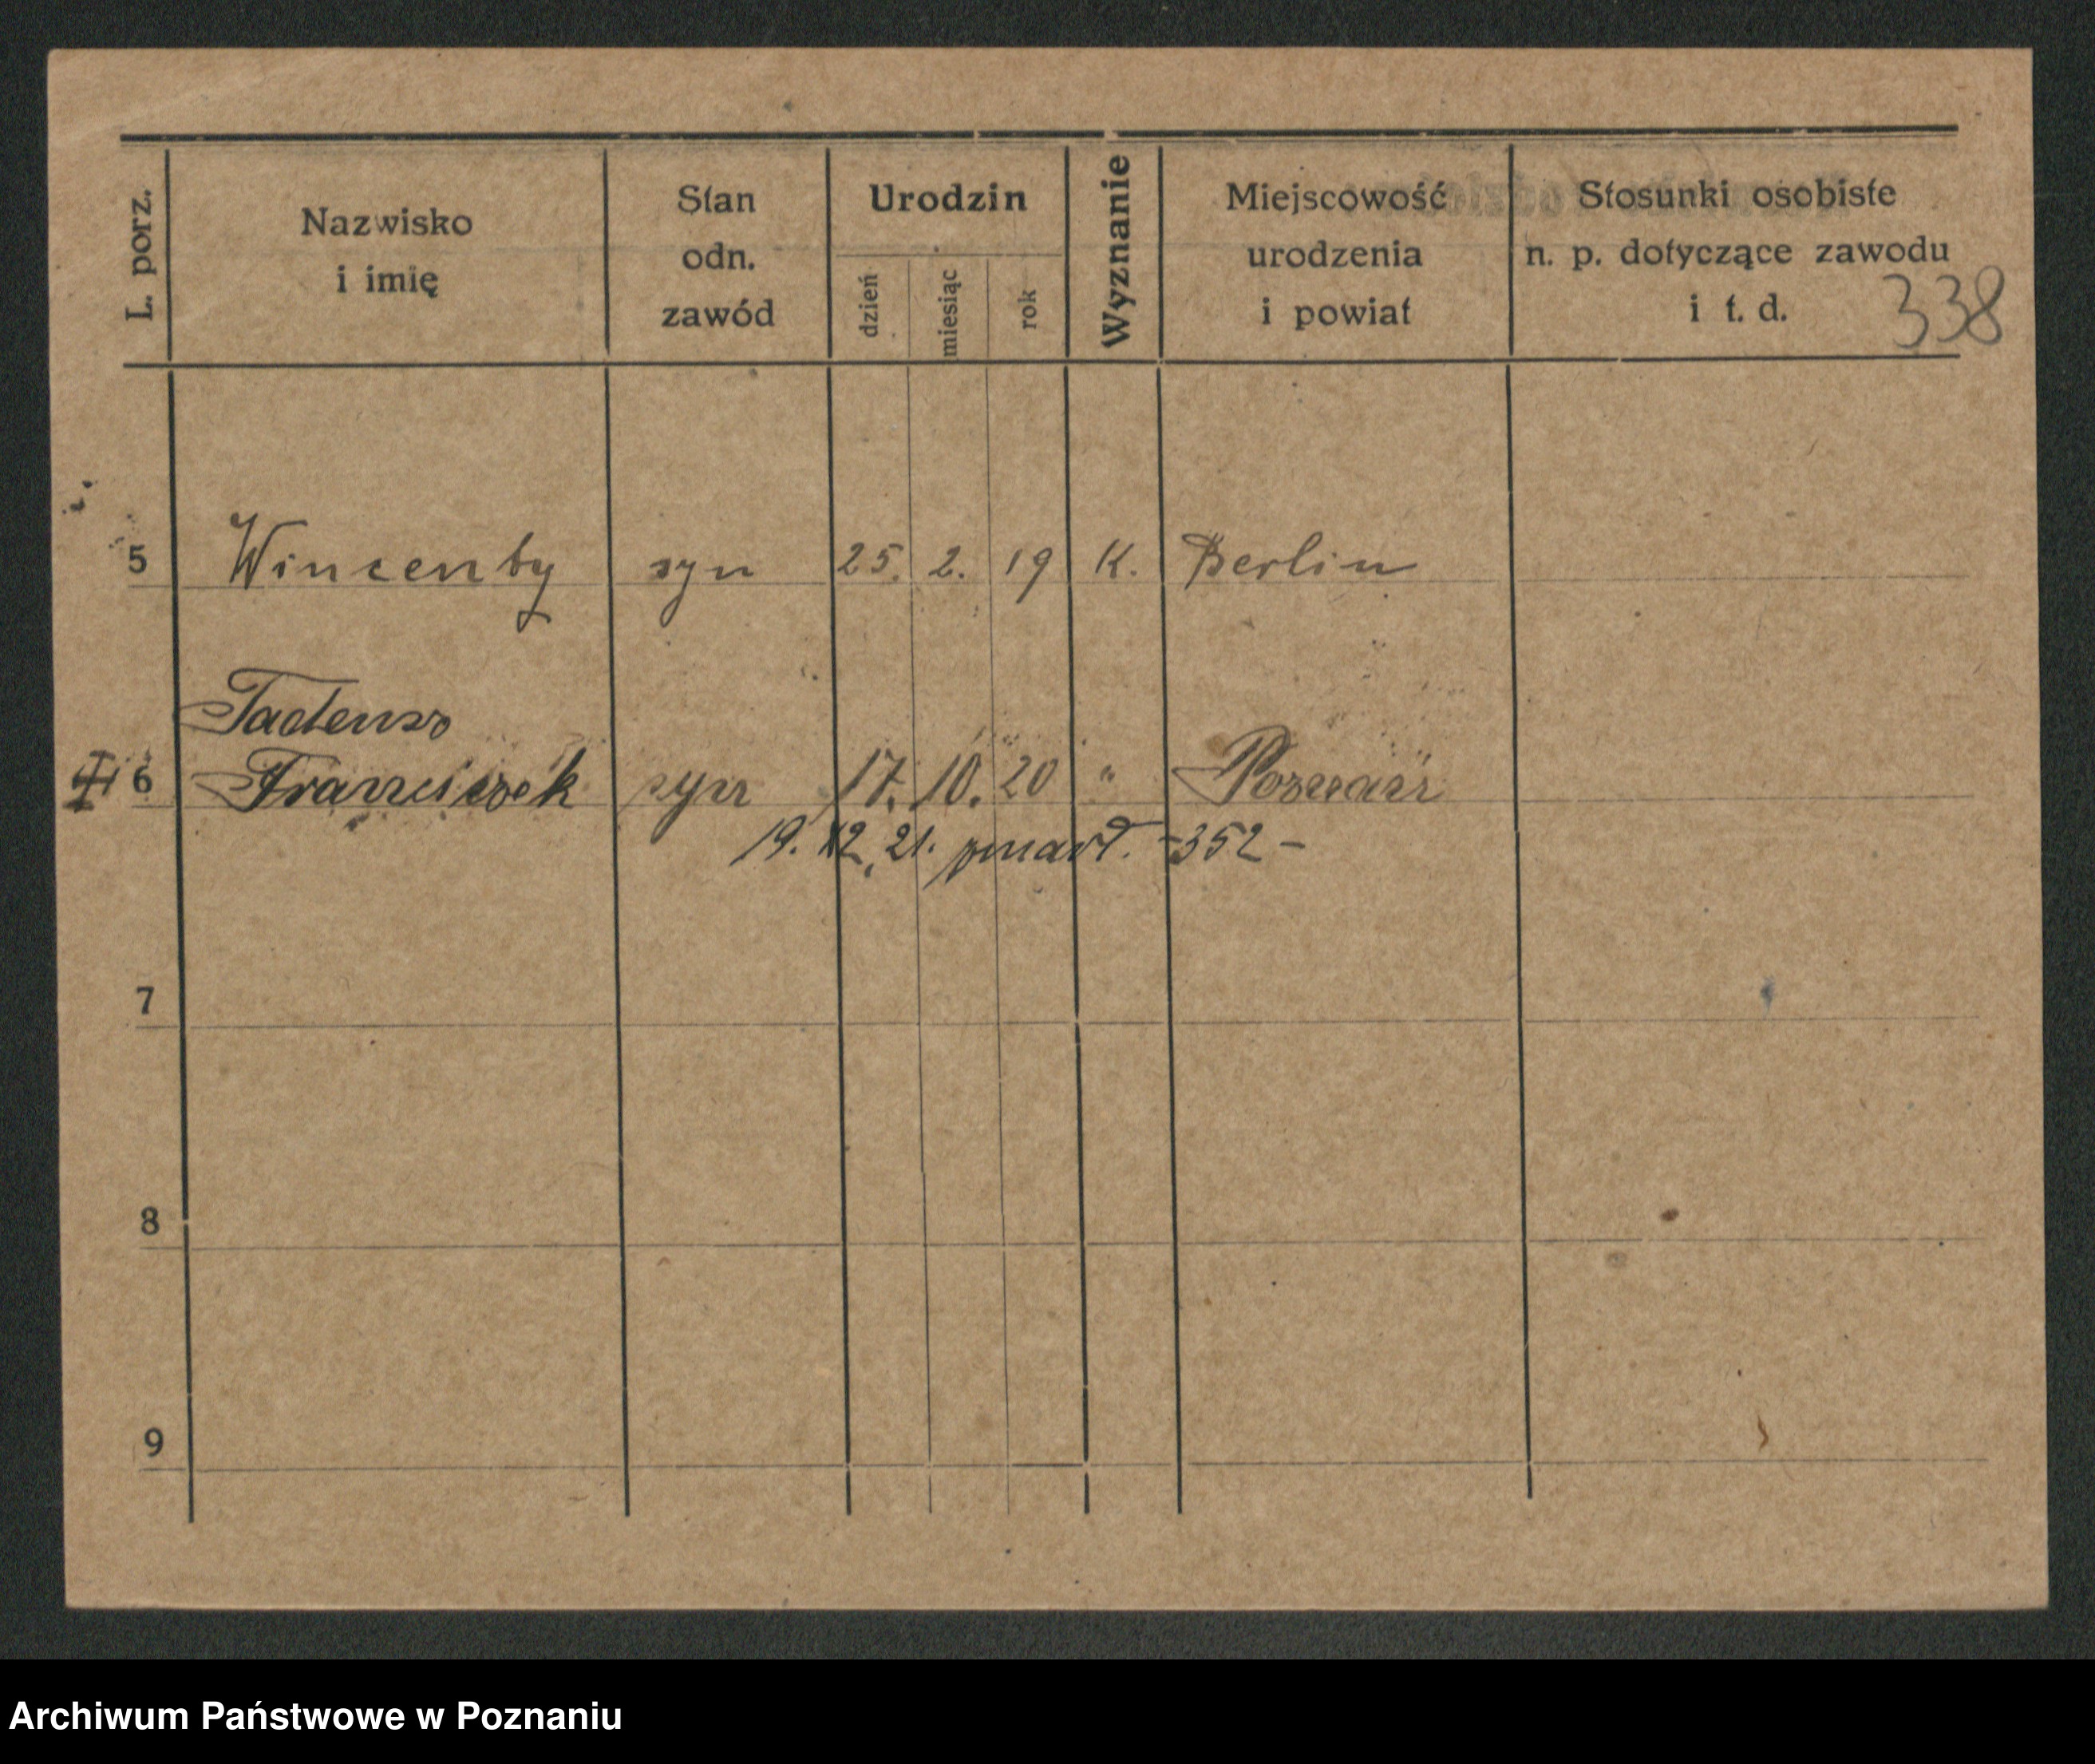 L. porz.
Nazwisko
i imię
Stan
odn.
zawód
Urodzin
dzień
miesiąc
rok
Wyznanie
Miejscowość
urodzenia
i powiat
Stosunki osobiste
n. p. dotyczące zawodu
i t. d.
338
5 Wincenty syn 25. 2. 19 K. Berlin
Tadeusz
6 Franciszek syn 17. 10. 20 " Poznań
19. 12. 21. zmarł. -352-
7
8
9
Archiwum Państwowe w Poznaniu